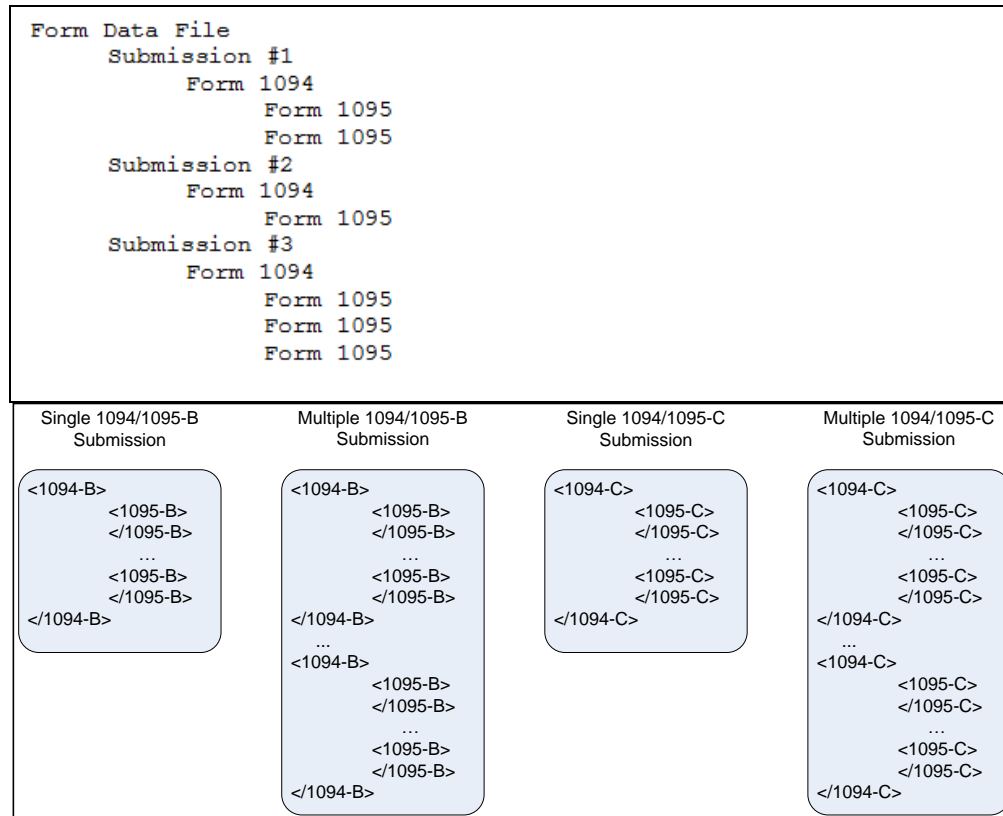 Form Data File
Submission #1
Form 1094
Form 1095
Form 1095
Submission #2
Form 1094
Form 1095
Submission #3
Form 1094
Form 1095
Form 1095
Form 1095
Single 1094/1095-B
Submission
<1094-B>
<1095-B>
</1095-B>
…
<1095-B>
</1095-B>
</1094-B>
Multiple 1094/1095-B
Submission
<1094-B>
<1095-B>
</1095-B>
…
<1095-B>
</1095-B>
</1094-B>
...
<1094-B>
<1095-B>
</1095-B>
…
<1095-B>
</1095-B>
</1094-B>
Single 1094/1095-C
Submission
<1094-C>
<1095-C>
</1095-C>
…
<1095-C>
</1095-C>
</1094-C>
Multiple 1094/1095-C
Submission
<1094-C>
<1095-C>
</1095-C>
…
<1095-C>
</1095-C>
</1094-C>
...
<1094-C>
<1095-C>
</1095-C>
…
<1095-C>
</1095-C>
</1094-C>